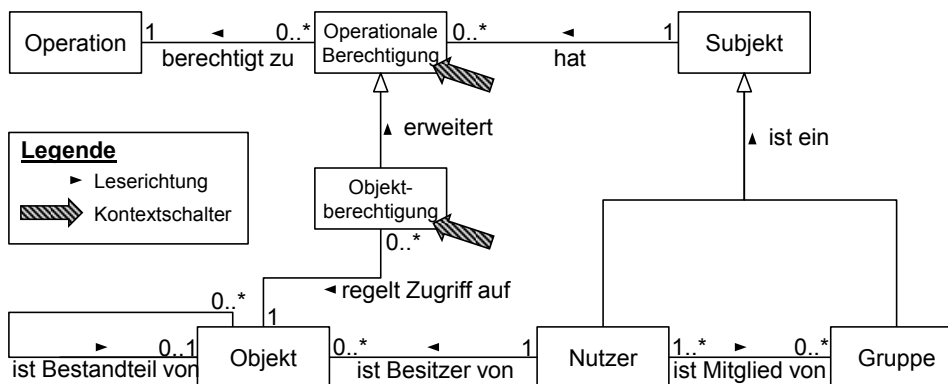 Operation
1
0..*
berechtigt zu
Operationale
Berechtigung
0..*
1
hat
Subjekt
erweitert
ist ein
Legende
Leserichtung
Kontextschalter
Objekt-
berechtigung
0..*
regelt Zugriff auf
0..*
1
0..1
ist Bestandteil von
Objekt
0..*
1
ist Besitzer von
Nutzer
1..*
0..*
ist Mitglied von
Gruppe